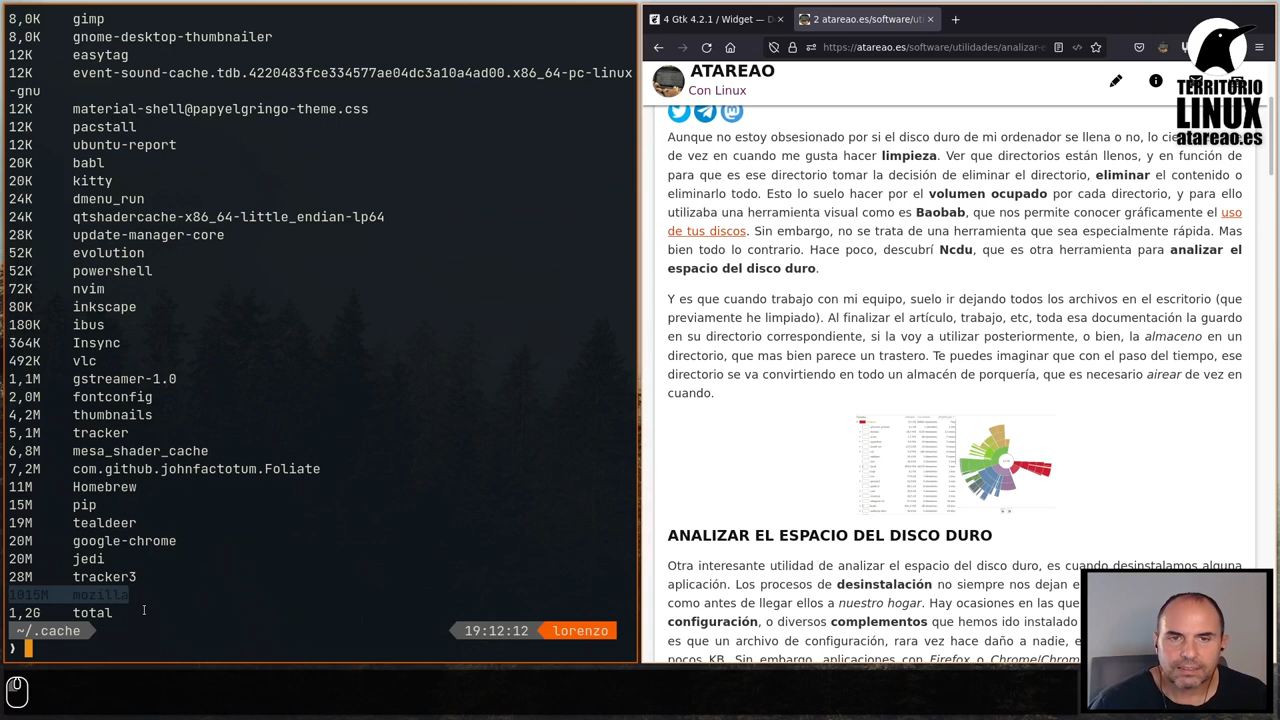 8,0K gimp
8,0K gnome-desktop-thumbnailer
12K easytag
12K event-sound-cache.tdb.4220483fce334577ae04dc3a10a4ad00.x86_64-pc-linux
-gnu
12K material-shell@papyelgringo-theme.css
12K pacstall
12K ubuntu-report
20K babl
20K kitty
24K dmenu_run
24K qtshadercache-x86_64-little_endian-lp64
28K update-manager-core
52K evolution
52K powershell
72K nvim
80K inkscape
180K ibus
364K Insync
492K vlc
1,1M gstreamer-1.0
2,0M fontconfig
4,2M thumbnails
5,1M tracker
5,8M mesa_shader_cache
7,2M com.github.johnfactotum.Foliate
11M Homebrew
15M pip
19M tealdeer
20M google-chrome
20M jedi
28M tracker3
1015M mozilla
1,2G total
~/.cache 19:12:12 lorenzo
❯
4 Gtk 4.2.1 / Widget —
2 atareao.es/software/uti
https://atareao.es/software/utilidades/analizar-e
ATAREAO
Con Linux
TERRITORIO
LINUX
atareao.es
Aunque no estoy obsesionado por si el disco duro de mi ordenador se llena o no, lo
de vez en cuando me gusta hacer limpieza. Ver que directorios están llenos, y en función de
para que es ese directorio tomar la decisión de eliminar el directorio, eliminar el contenido o
eliminarlo todo. Esto lo suelo hacer por el volumen ocupado por cada directorio, y para ello
utilizaba una herramienta visual como es Baobab, que nos permite conocer gráficamente el uso
de tus discos. Sin embargo, no se trata de una herramienta que sea especialmente rápida. Mas
bien todo lo contrario. Hace poco, descubrí Ncdu, que es otra herramienta para analizar el
espacio del disco duro.
Y es que cuando trabajo con mi equipo, suelo ir dejando todos los archivos en el escritorio (que
previamente he limpiado). Al finalizar el artículo, trabajo, etc, toda esa documentación la guardo
en su directorio correspondiente, si la voy a utilizar posteriormente, o bien, la almaceno en un
directorio, que mas bien parece un trastero. Te puedes imaginar que con el paso del tiempo, ese
directorio se va convirtiendo en todo un almacén de porquería, que es necesario airear de vez en
cuando.
ANALIZAR EL ESPACIO DEL DISCO DURO
Otra interesante utilidad de analizar el espacio del disco duro, es cuando desinstalamos alguna
aplicación. Los procesos de desinstalación no siempre nos dejan e
como antes de llegar ellos a nuestro hogar. Hay ocasiones en las que
configuración, o diversos complementos que hemos ido instalado
es que un archivo de configuración, rara vez hace daño a nadie, e
pocos KB. Sin embargo, aplicaciones con Firefox o Chrome/Chrom